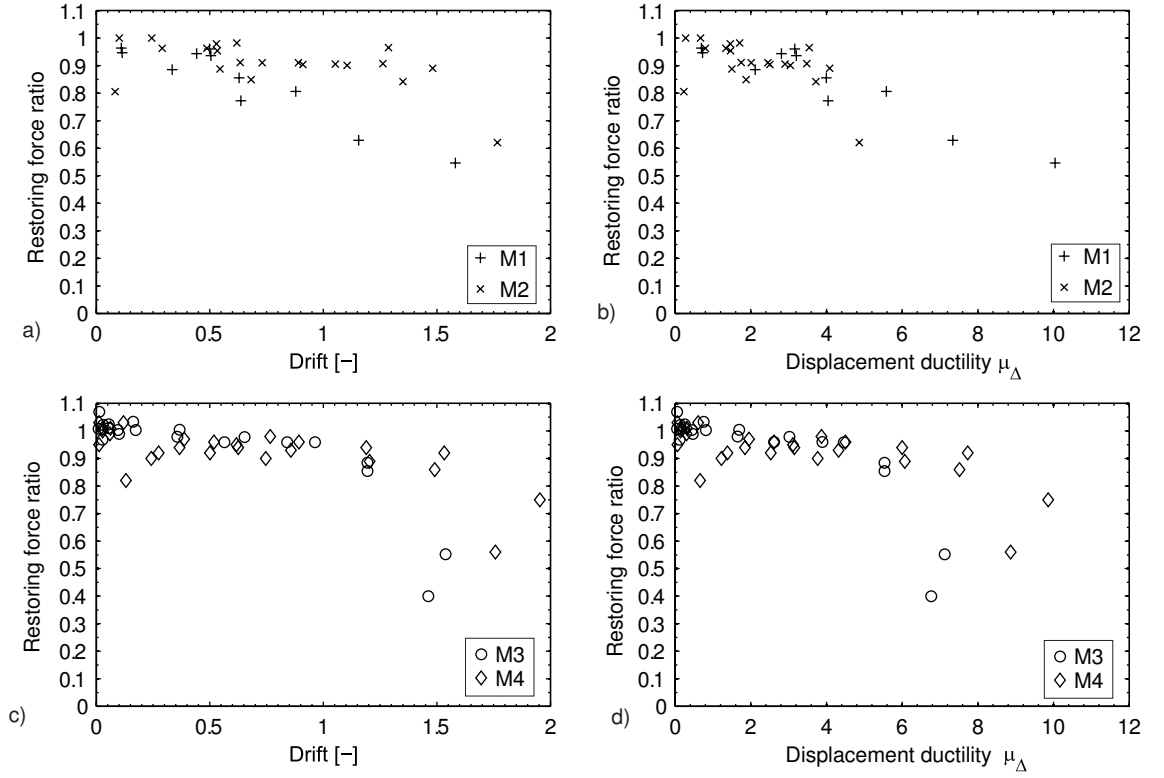 1.1
1
0.9
0.8
0.7
0.6
0.5
0.4
0.3
0.2
0.1
0
Restoring force ratio
0 0.5 1 1.5 2
Drift [−]
M1
M2
a)
1.1
1
0.9
0.8
0.7
0.6
0.5
0.4
0.3
0.2
0.1
0
Restoring force ratio
0 2 4 6 8 10 12
Displacement ductility μΔ
M1
M2
b)
1.1
1
0.9
0.8
0.7
0.6
0.5
0.4
0.3
0.2
0.1
0
Restoring force ratio
0 0.5 1 1.5 2
Drift [−]
M3
M4
c)
1.1
1
0.9
0.8
0.7
0.6
0.5
0.4
0.3
0.2
0.1
0
Restoring force ratio
0 2 4 6 8 10 12
Displacement ductility μΔ
M3
M4
d)